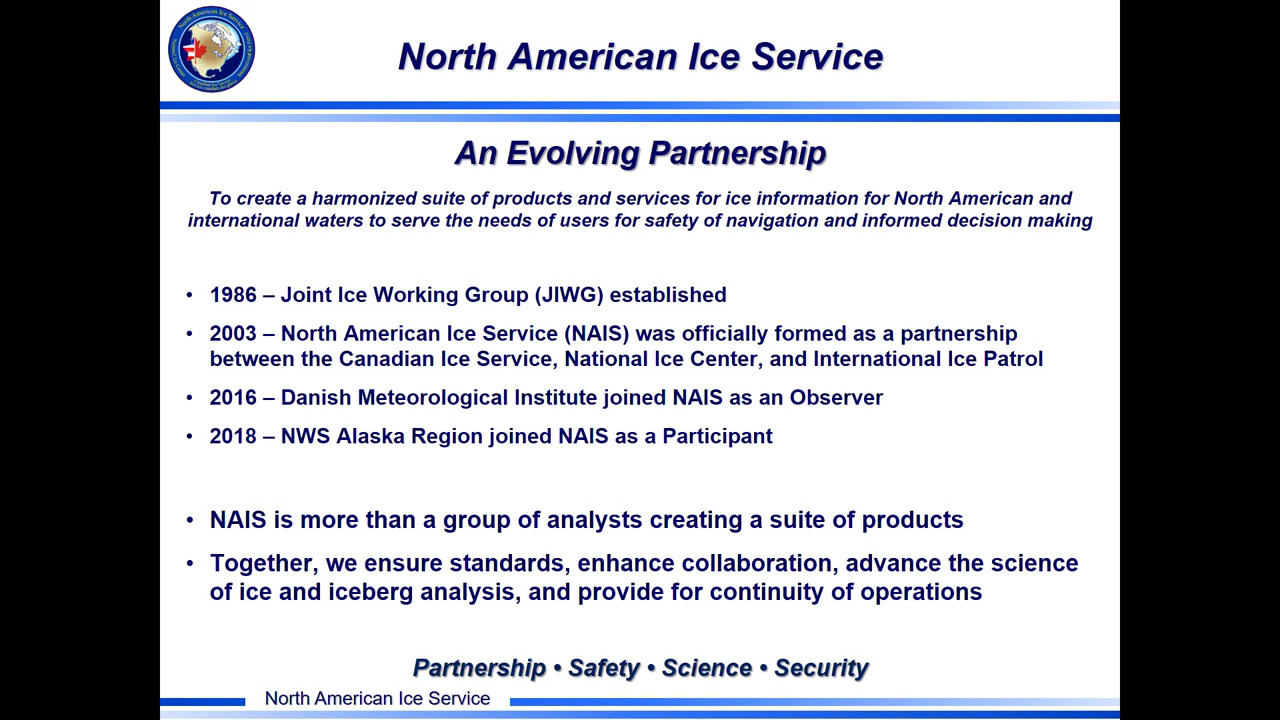 North American Ice Service
North American Ice Service
An Evolving Partnership
To create a harmonized suite of products and services for ice information for North American and
international waters to serve the needs of users for safety of navigation and informed decision making
• 1986 – Joint Ice Working Group (JIWG) established
• 2003 – North American Ice Service (NAIS) was officially formed as a partnership
between the Canadian Ice Service, National Ice Center, and International Ice Patrol
• 2016 – Danish Meteorological Institute joined NAIS as an Observer
• 2018 – NWS Alaska Region joined NAIS as a Participant
• NAIS is more than a group of analysts creating a suite of products
• Together, we ensure standards, enhance collaboration, advance the science
of ice and iceberg analysis, and provide for continuity of operations
Partnership • Safety • Science • Security
North American Ice Service